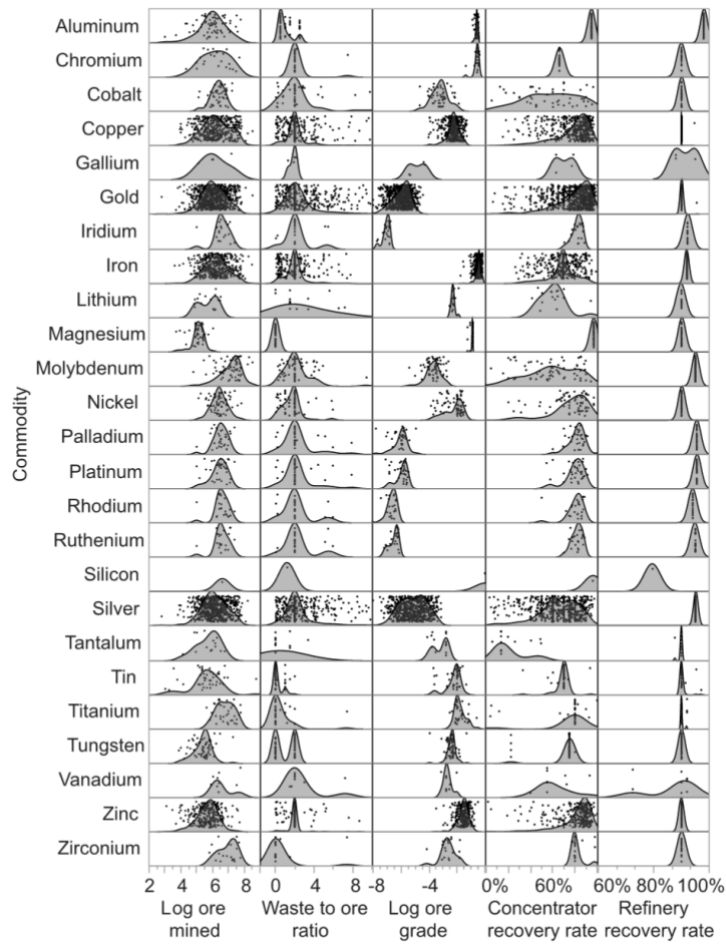 Aluminum
Chromium
Cobalt
Copper
Gallium
Gold
Iridium
Iron
Lithium
Magnesium
Molybdenum
Nickel
Palladium
Platinum
Rhodium
Ruthenium
Silicon
Silver
Tantalum
Tin
Titanium
Tungsten
Vanadium
Zinc
Zirconium
Commodity
2 4 6 8 0 4 8 -8 -4 0% 60% 60% 100%
Log ore Waste to ore Log ore Concentrator Refinery
mined ratio grade recovery rate recovery rate